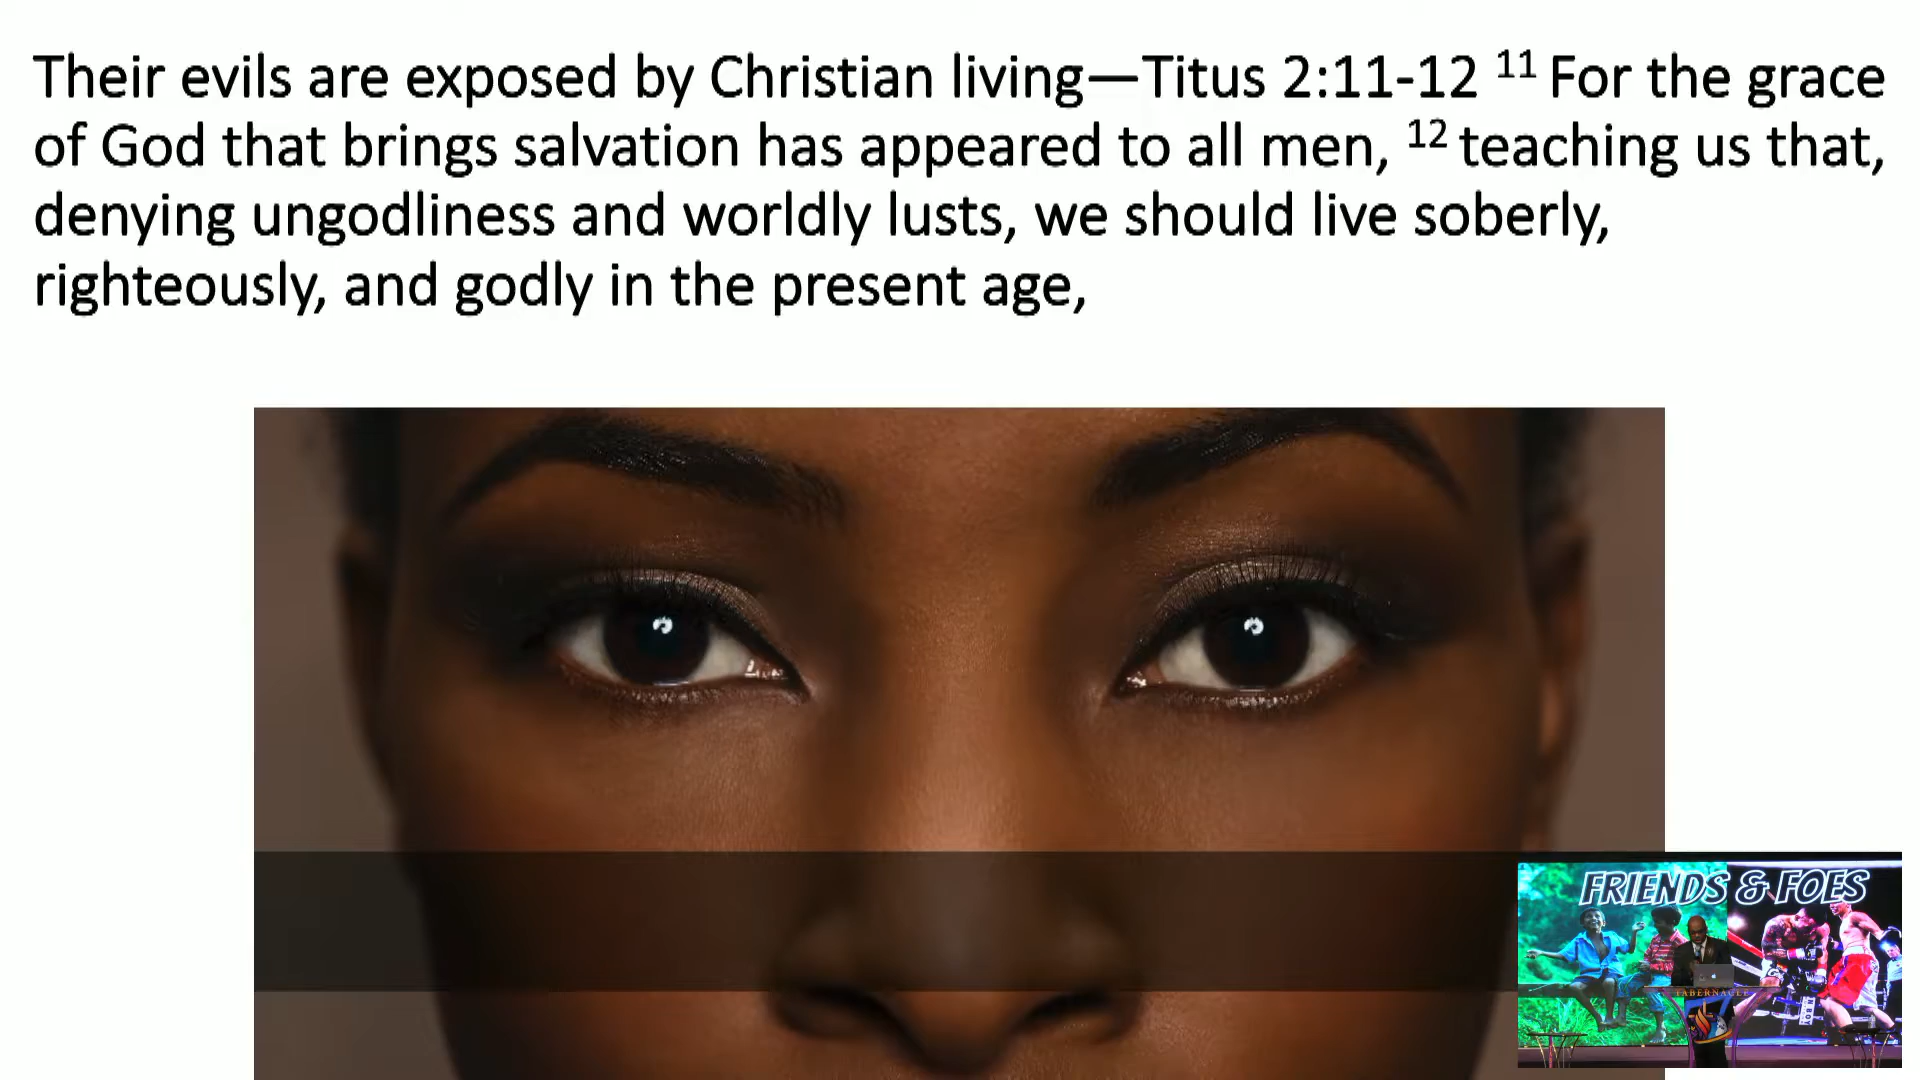 Their evils are exposed by Christian living—Titus 2:11-12 ¹¹ For the grace
of God that brings salvation has appeared to all men, ¹² teaching us that,
denying ungodliness and worldly lusts, we should live soberly,
righteously, and godly in the present age,
FRIENDS & FOES
TABERNACLE